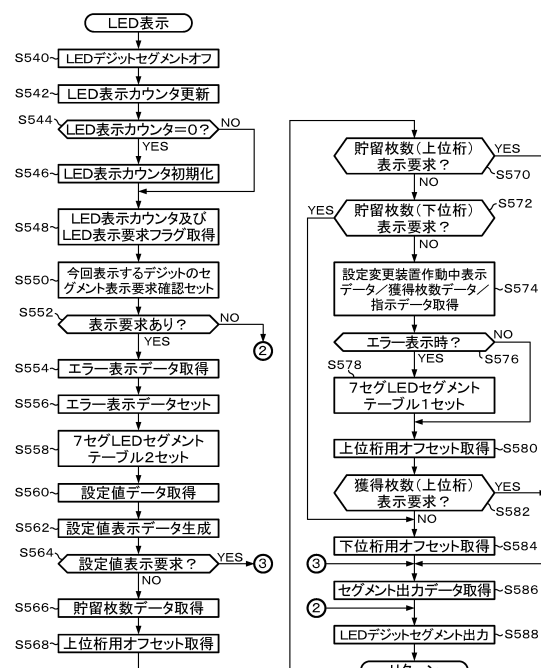 LED表示
S540 LEDデジットセグメントオフ
S542 LED表示カウンタ更新
S544 LED表示カウンタ=0?
NO
YES
S546 LED表示カウンタ初期化
S548 LED表示カウンタ及び
LED表示要求フラグ取得
S550 今回表示するデジットのセ
グメント表示要求確認セット
S552 表示要求あり?
NO
YES
②
S554 エラー表示データ取得
S556 エラー表示データセット
S558 7セグLEDセグメント
テーブル2セット
S560 設定値データ取得
S562 設定値表示データ生成
S564 設定値表示要求?
YES ③
NO
S566 貯留枚数データ取得
S568 上位桁用オフセット取得
貯留枚数(上位桁)
表示要求?
YES
S570
NO
貯留枚数(下位桁)
表示要求?
S572
YES
NO
設定変更装置作動中表示
データ/獲得枚数データ/
指示データ取得
S574
エラー表示時?
NO
S576
YES
S578
7セグLEDセグメント
テーブル1セット
上位桁用オフセット取得 S580
獲得枚数(上位桁)
表示要求?
YES
S582
NO
下位桁用オフセット取得 S584
③
セグメント出力データ取得 S586
②
LEDデジットセグメント出力 S588
リターン